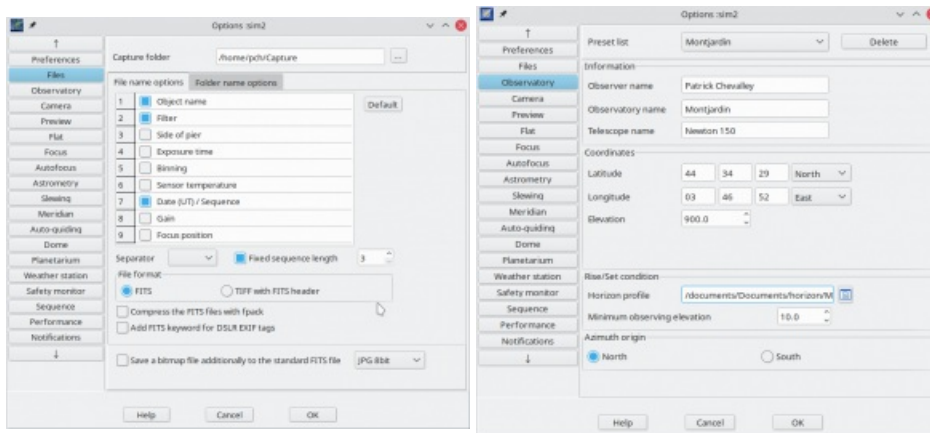 Options :sim2
↑
Preferences
Files
Observatory
Camera
Preview
Flat
Focus
Autofocus
Astrometry
Slewing
Meridian
Auto-guiding
Dome
Planetarium
Weather station
Safety monitor
Sequence
Performance
Notifications
↓
Capture folder /home/pch/Capture ...
File name options Folder name options
1 Object name Default
2 Filter
3 Side of pier
4 Exposure time
5 Binning
6 Sensor temperature
7 Date (UT) / Sequence
8 Gain
9 Focus position
Separator Fixed sequence length 3
File format
FITS TIFF with FITS header
Compress the FITS files with fpack
Add FITS keyword for DSLR EXIF tags
Save a bitmap file additionally to the standard FITS file JPG 8bit
Help Cancel OK
Options :sim2
↑
Preferences
Files
Observatory
Camera
Preview
Flat
Focus
Autofocus
Astrometry
Slewing
Meridian
Auto-guiding
Dome
Planetarium
Weather station
Safety monitor
Sequence
Performance
Notifications
↓
Preset list Montjardin Delete
Information
Observer name Patrick Chevalley
Observatory name Montjardin
Telescope name Newton 150
Coordinates
Latitude 44 34 29 North
Longitude 03 46 52 East
Elevation 900.0
Rise/Set condition
Horizon profile /documents/Documents/horizon/M
Minimum observing elevation 10.0
Azimuth origin
North South
Help Cancel OK